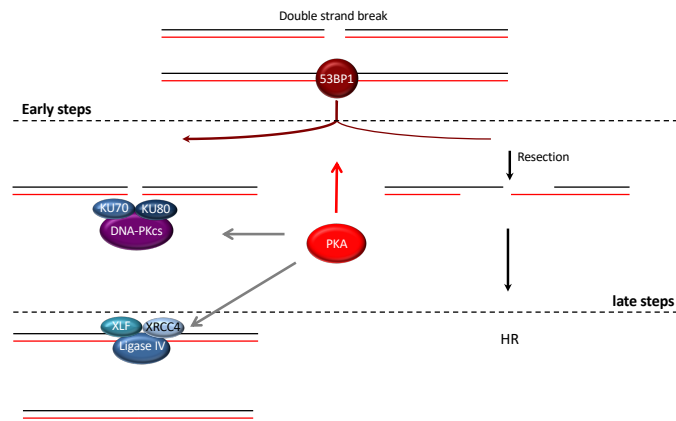 Double strand break
53BP1
Early steps
Resection
KU70
KU80
DNA-PKcs
PKA
late steps
XLF
XRCC4
Ligase IV
HR